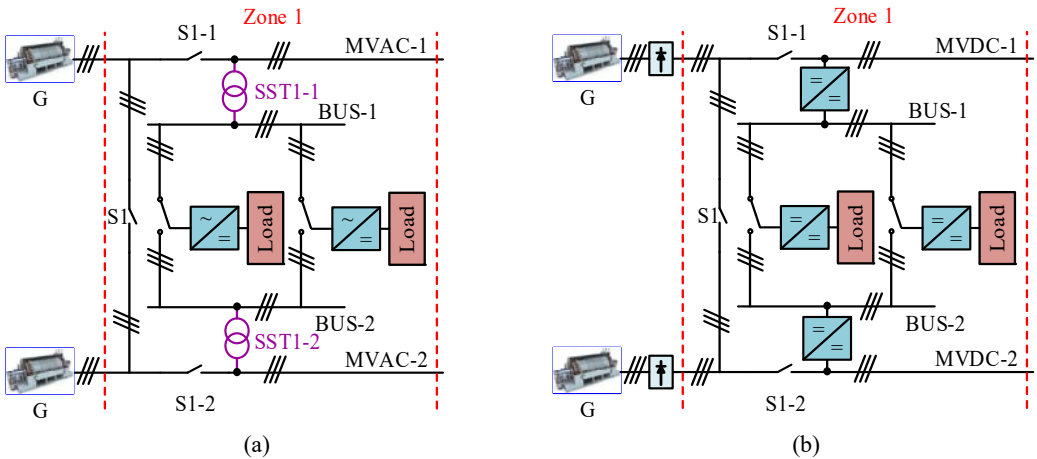 Zone 1
S1-1
MVAC-1
G
SST1-1
BUS-1
S1
~
=
Load
~
=
Load
BUS-2
SST1-2
MVAC-2
G
S1-2
(a)
Zone 1
S1-1
MVDC-1
G
=
=
BUS-1
S1
=
=
Load
=
=
Load
BUS-2
=
=
MVDC-2
G
S1-2
(b)